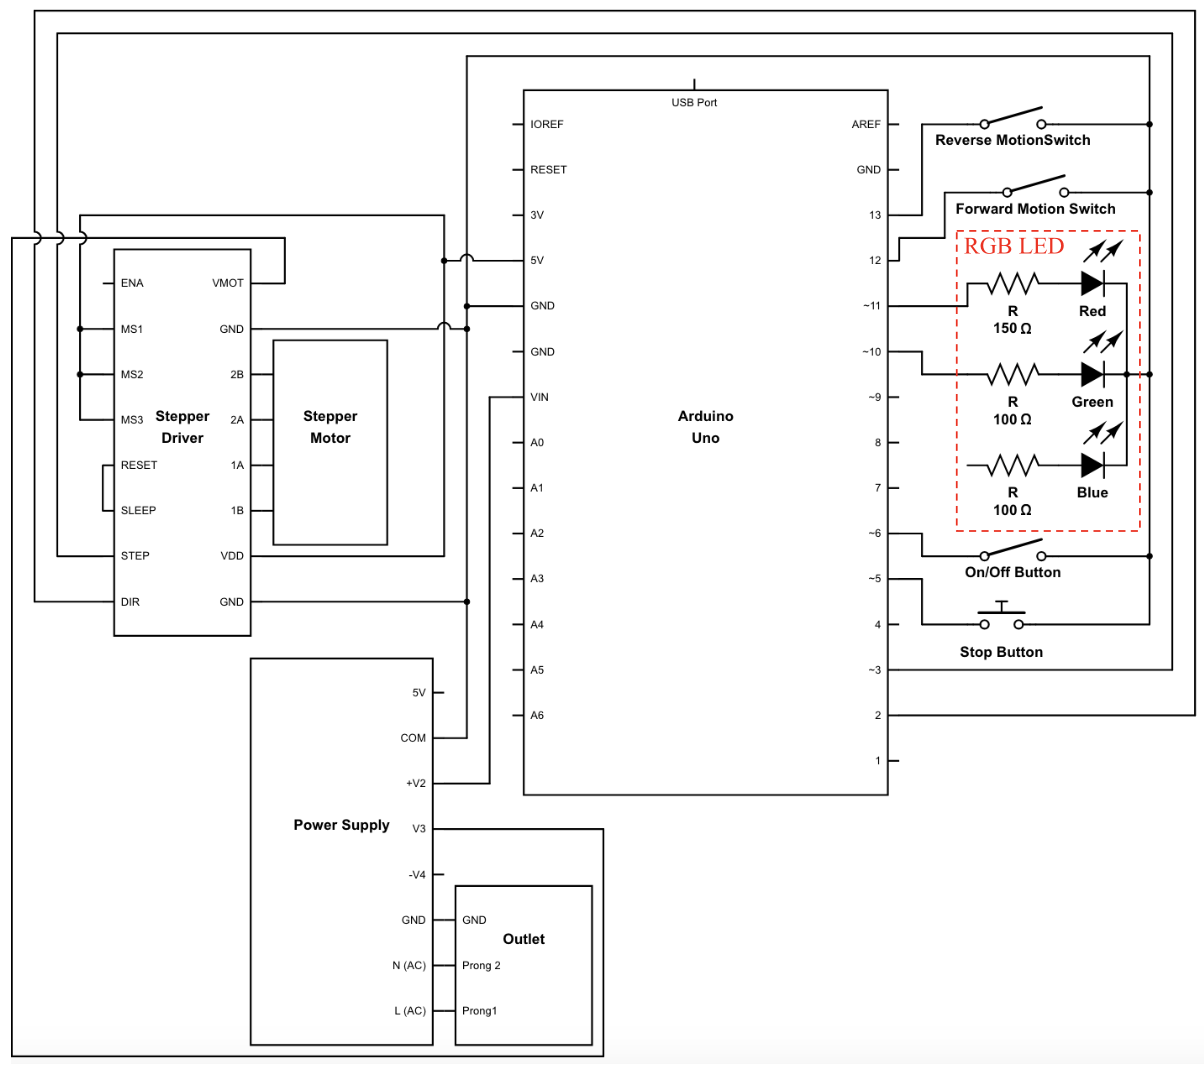 USB Port
IOREF
RESET
3V
5V
GND
GND
VIN
A0
A1
A2
A3
A4
A5
A6
Arduino
Uno
AREF
GND
13
12
~11
~10
~9
8
7
~6
~5
4
~3
2
1
Reverse MotionSwitch
Forward Motion Switch
RGB LED
R
150 Ω
Red
R
100 Ω
Green
R
100 Ω
Blue
On/Off Button
Stop Button
ENA
MS1
MS2
MS3
RESET
SLEEP
STEP
DIR
Stepper
Driver
VMOT
GND
2B
2A
1A
1B
VDD
GND
Stepper
Motor
Power Supply
5V
COM
+V2
V3
-V4
GND
N (AC)
L (AC)
GND
Outlet
Prong 2
Prong1